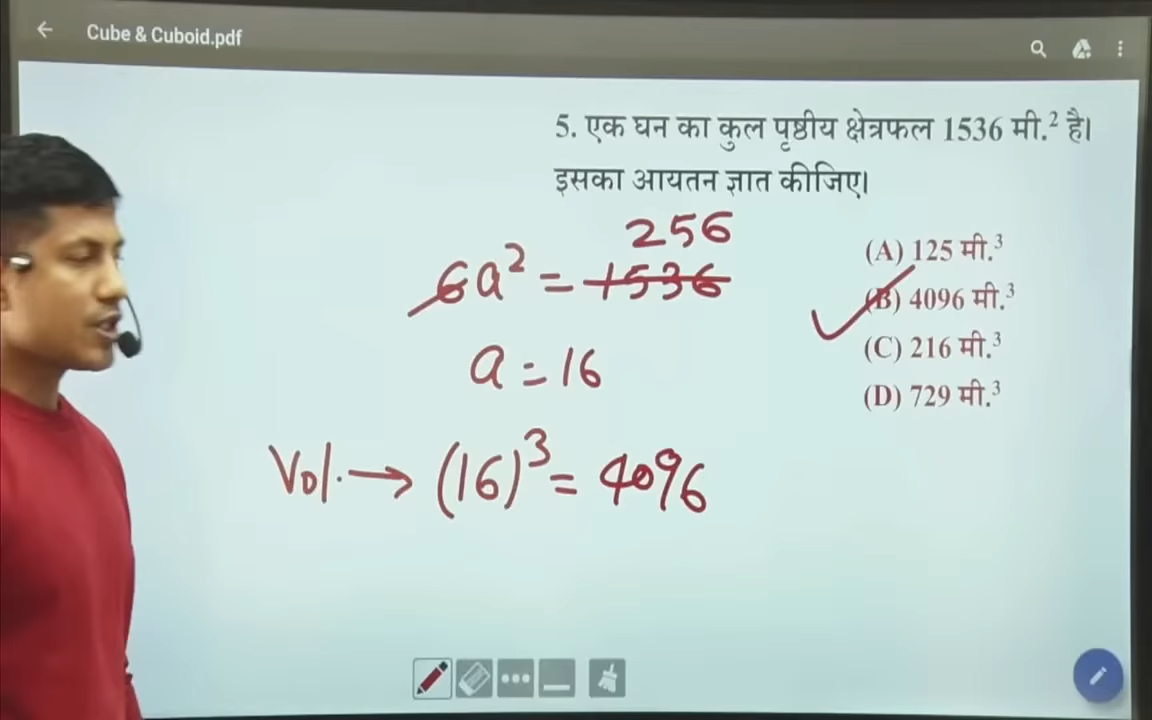 Cube & Cuboid.pdf
5. एक घन का कुल पृष्ठीय क्षेत्रफल 1536 मी.² है।
इसका आयतन ज्ञात कीजिए।
256
6a² = 1536
a = 16
Vol. → (16)³ = 4096
(A) 125 मी.³
(B) 4096 मी.³
(C) 216 मी.³
(D) 729 मी.³